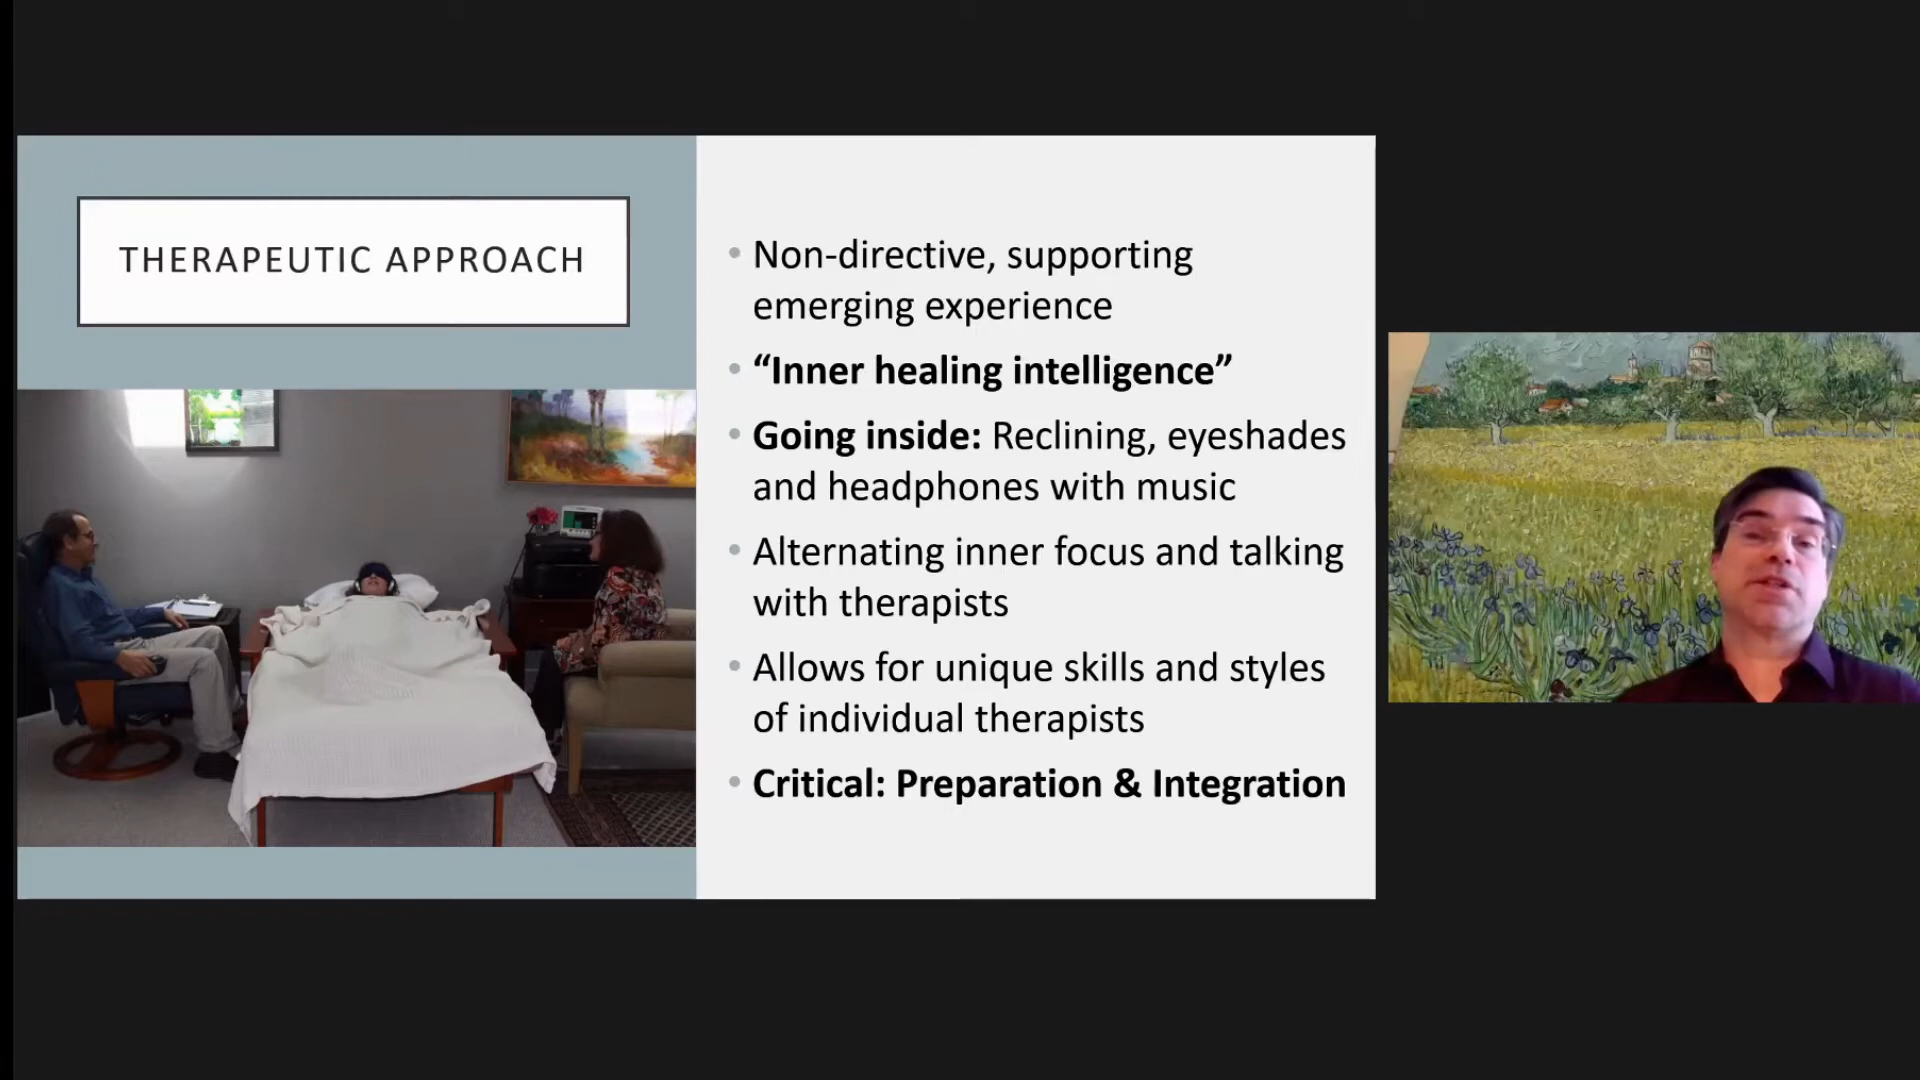 THERAPEUTIC APPROACH
• Non-directive, supporting
emerging experience
• “Inner healing intelligence”
• Going inside: Reclining, eyeshades
and headphones with music
• Alternating inner focus and talking
with therapists
• Allows for unique skills and styles
of individual therapists
• Critical: Preparation & Integration